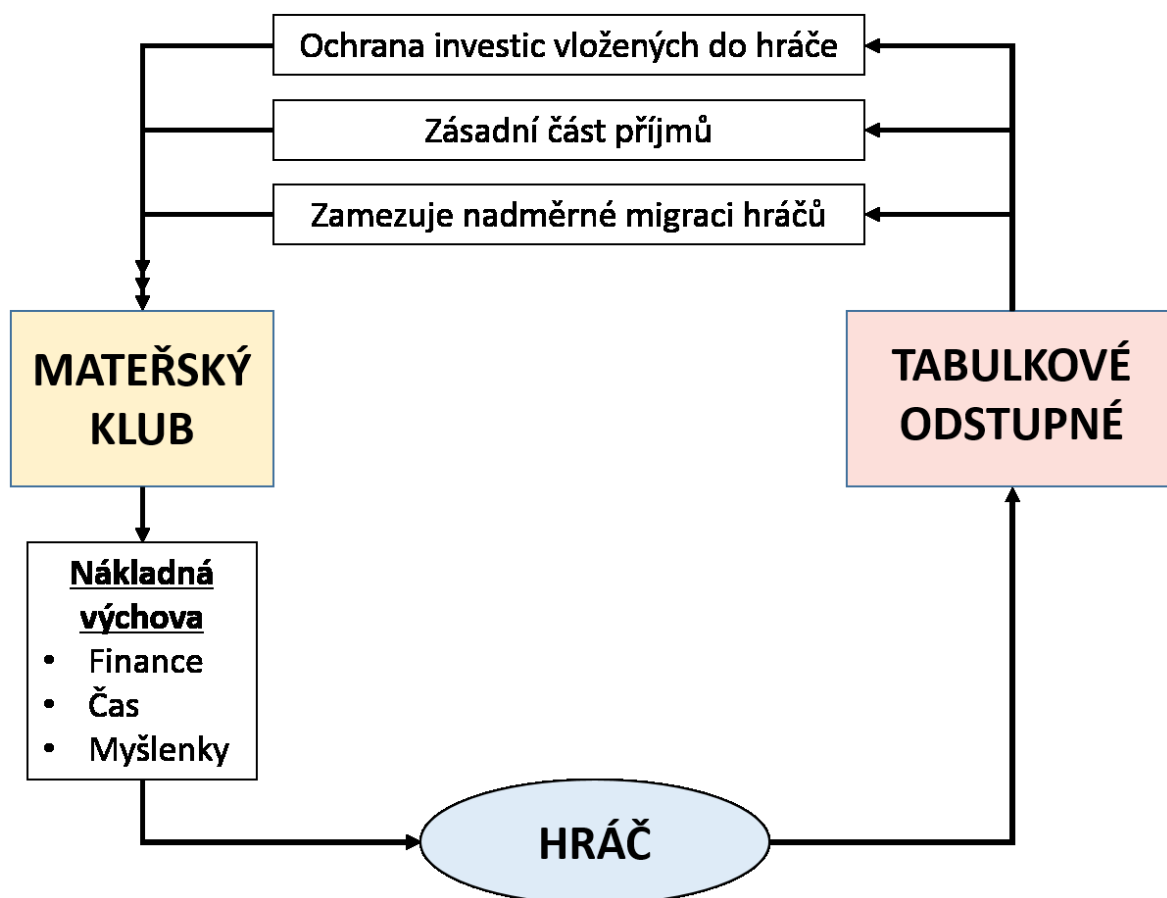 Ochrana investic vložených do hráče
Zásadní část příjmů
Zamezuje nadměrné migraci hráčů
MATEŘSKÝ
KLUB
TABULKOVÉ
ODSTUPNÉ
Nákladná
výchova
• Finance
• Čas
• Myšlenky
HRÁČ